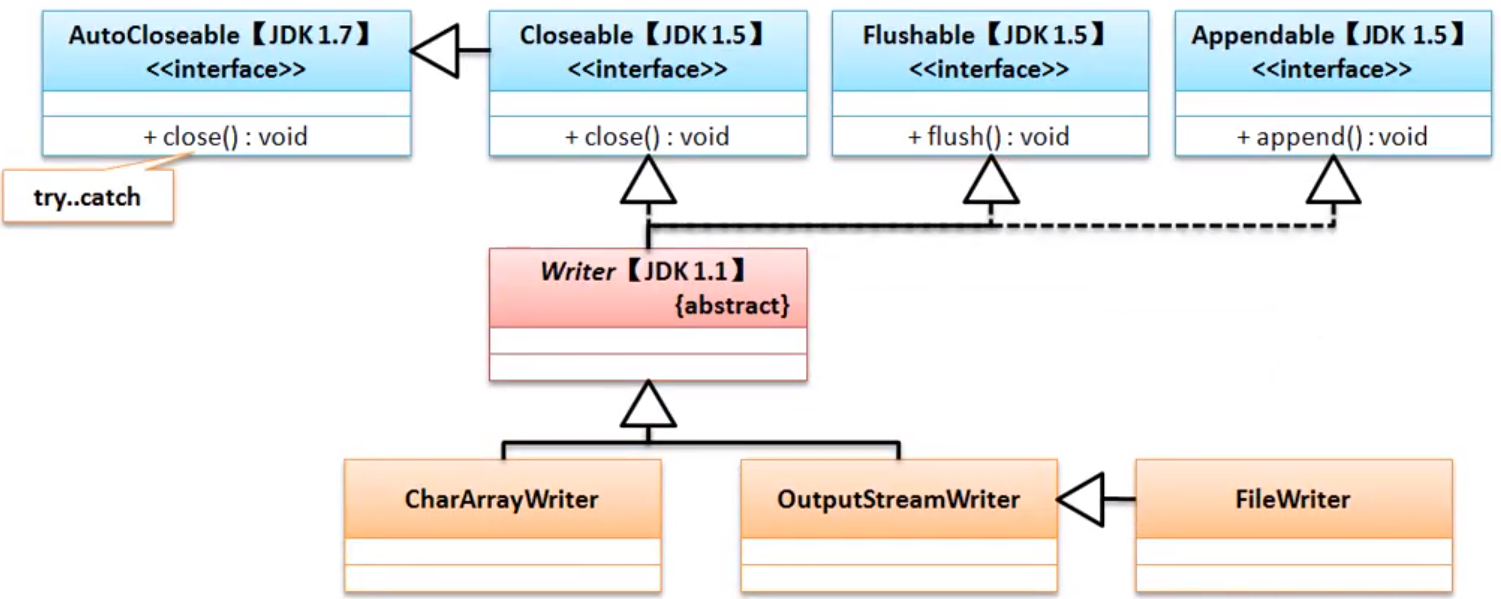 AutoCloseable【JDK 1.7】
<<interface>>
+ close() : void
try..catch
Closeable【JDK 1.5】
<<interface>>
+ close() : void
Flushable【JDK 1.5】
<<interface>>
+ flush() : void
Appendable【JDK 1.5】
<<interface>>
+ append() : void
Writer【JDK 1.1】
{abstract}
CharArrayWriter
OutputStreamWriter
FileWriter